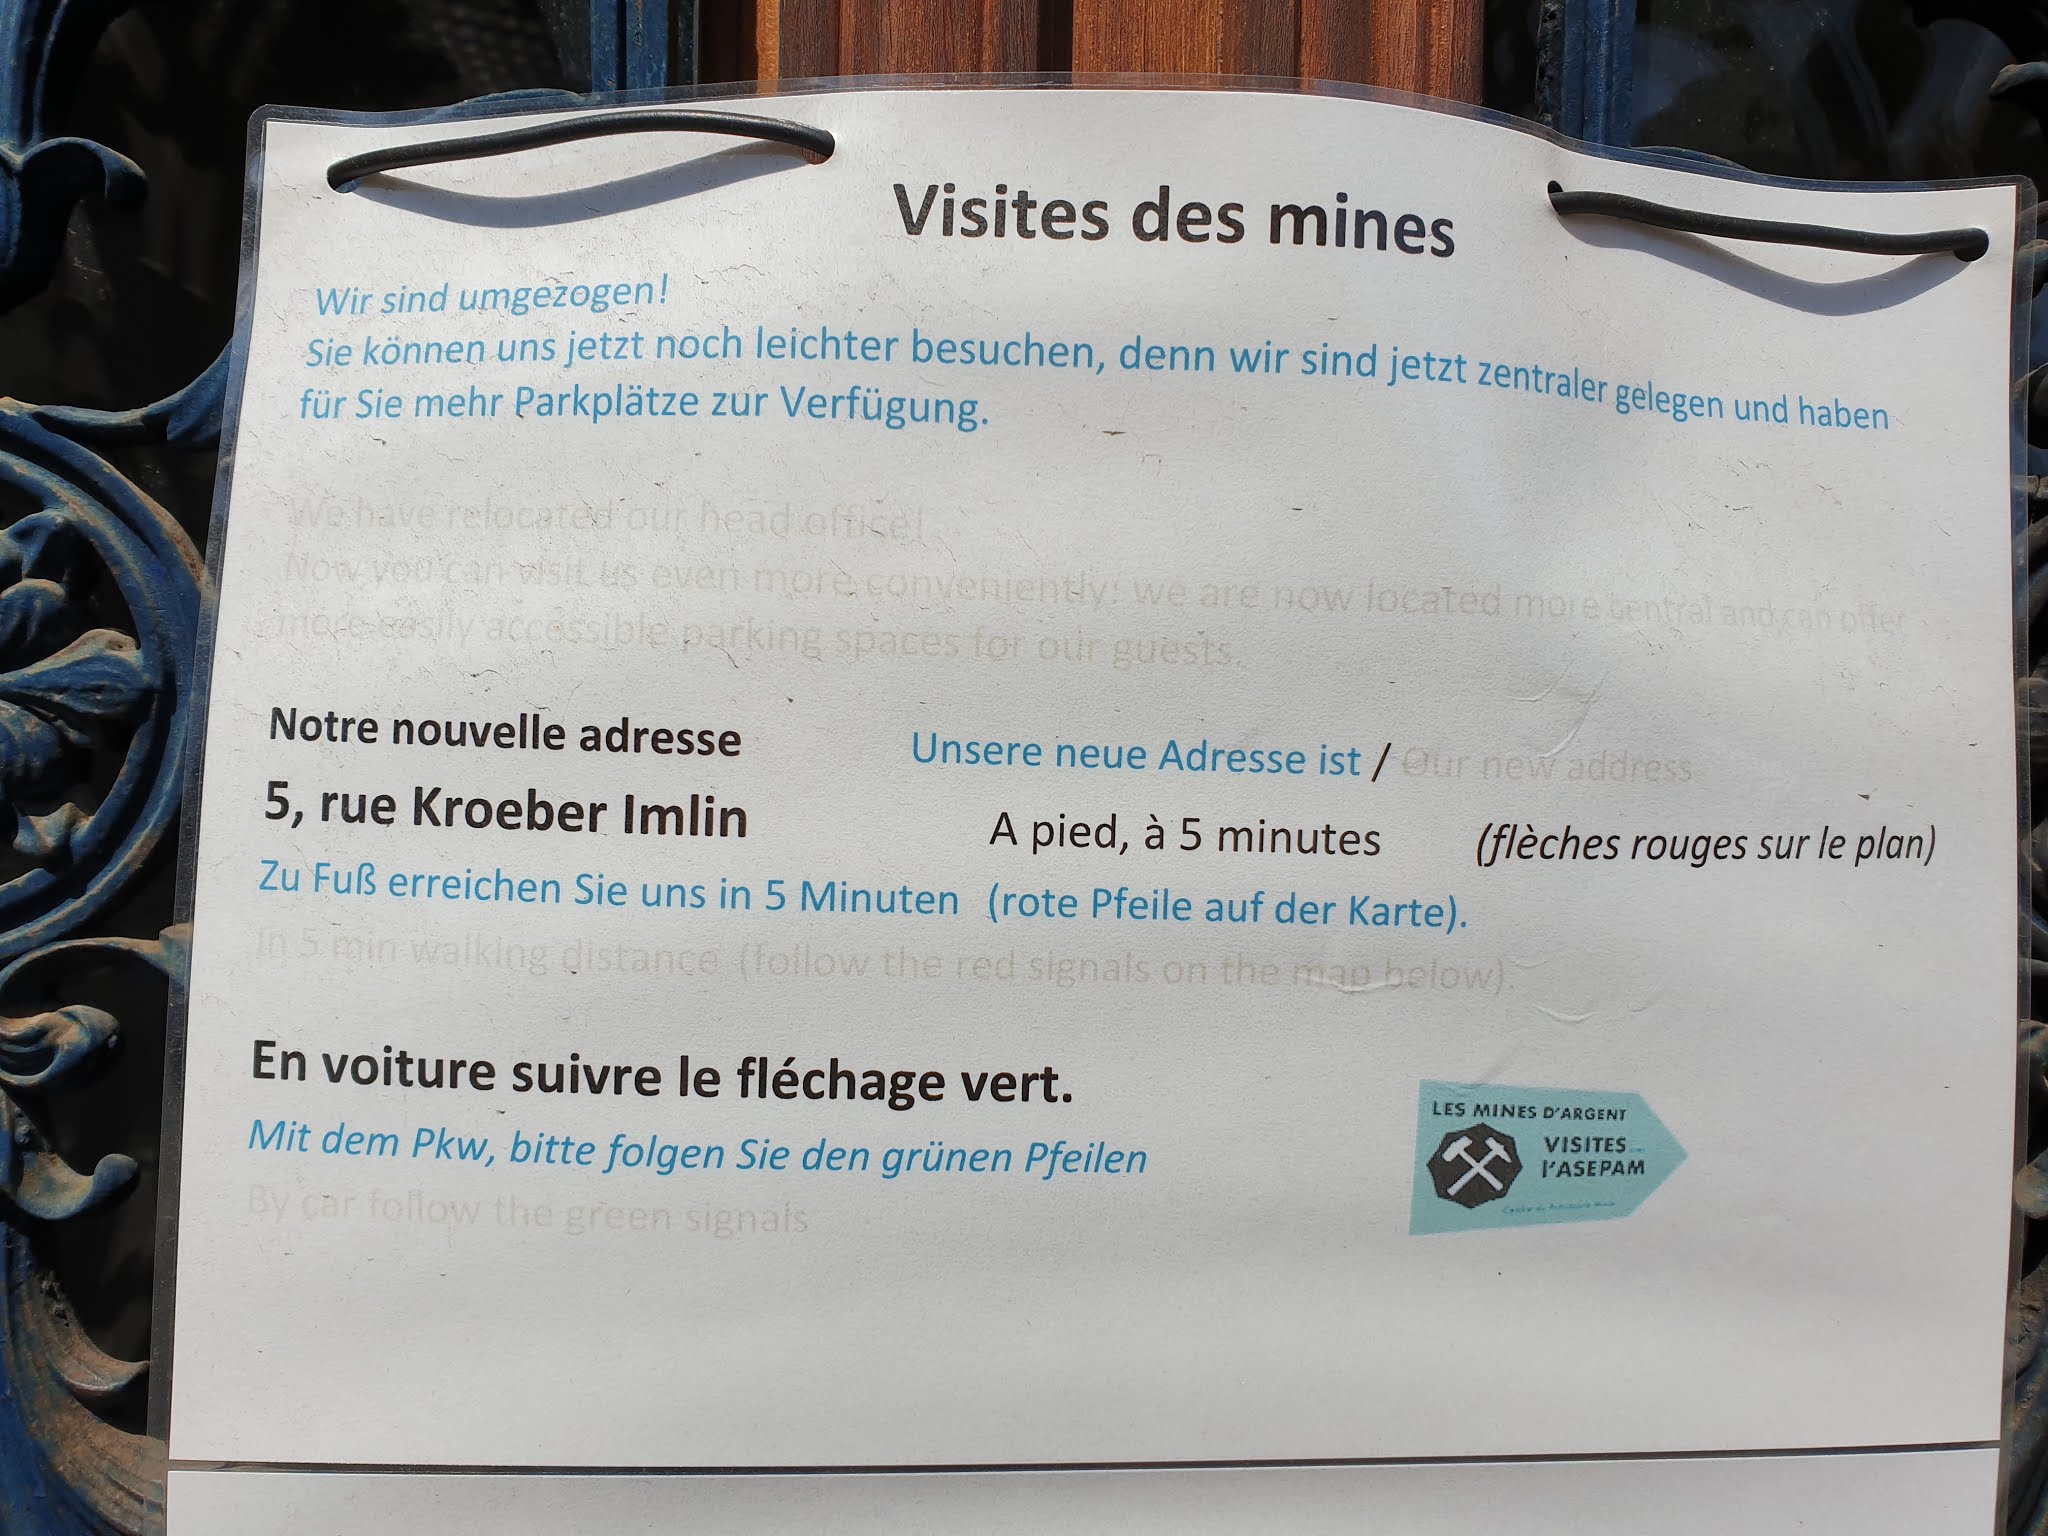 Visites des mines
Wir sind umgezogen!
Sie können uns jetzt noch leichter besuchen, denn wir sind jetzt zentraler gelegen und haben
für Sie mehr Parkplätze zur Verfügung.
We have relocated our head office!
Now you can visit us even more conveniently: we are now located more central and can offer
more easily accessible parking spaces for our guests.
Notre nouvelle adresse Unsere neue Adresse ist / Our new address
5, rue Kroeber Imlin A pied, à 5 minutes (flèches rouges sur le plan)
Zu Fuß erreichen Sie uns in 5 Minuten (rote Pfeile auf der Karte).
In 5 min walking distance (follow the red signals on the map below).
En voiture suivre le fléchage vert.
Mit dem Pkw, bitte folgen Sie den grünen Pfeilen
By car follow the green signals
LES MINES D'ARGENT
VISITES
l'ASEPAM